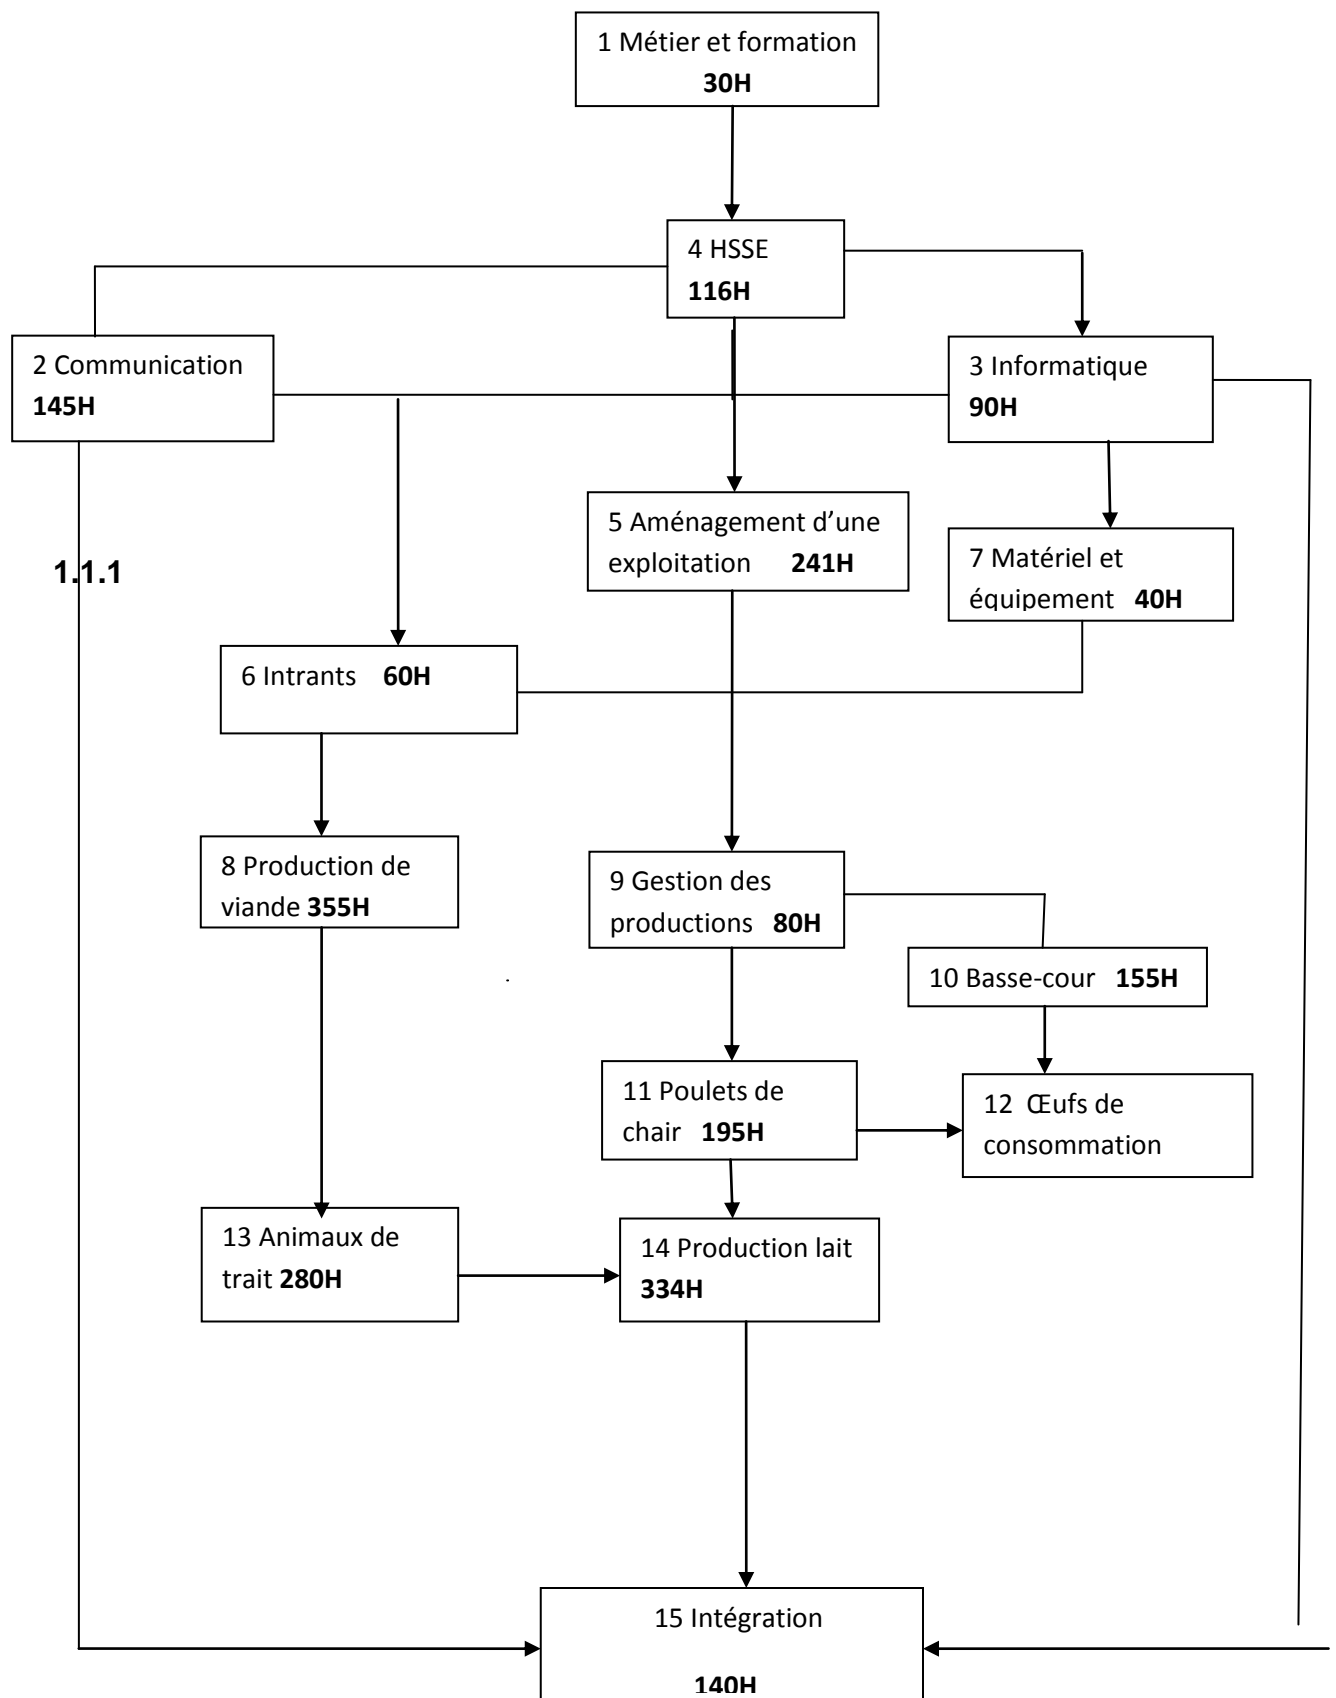 1 Métier et formation
30H
4 HSSE
116H
2 Communication
145H
3 Informatique
90H
5 Aménagement d’une
exploitation 241H
7 Matériel et
équipement 40H
1.1.1
6 Intrants 60H
8 Production de
viande 355H
9 Gestion des
productions 80H
10 Basse-cour 155H
11 Poulets de
chair 195H
12 Œufs de
consommation
13 Animaux de
trait 280H
14 Production lait
334H
15 Intégration
140H